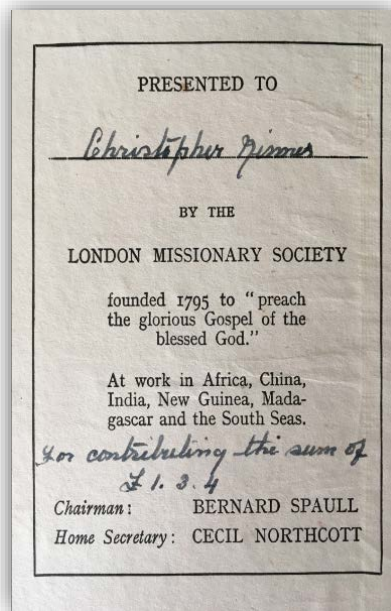 PRESENTED TO
Christopher
BY THE
LONDON MISSIONARY SOCIETY
founded 1795 to “preach
the glorious Gospel of the
blessed God.”
At work in Africa, China,
India, New Guinea, Mada-
gascar and the South Seas.
For contributing the sum of
£1.3.4
Chairman: BERNARD SPAULL
Home Secretary: CECIL NORTHCOTT